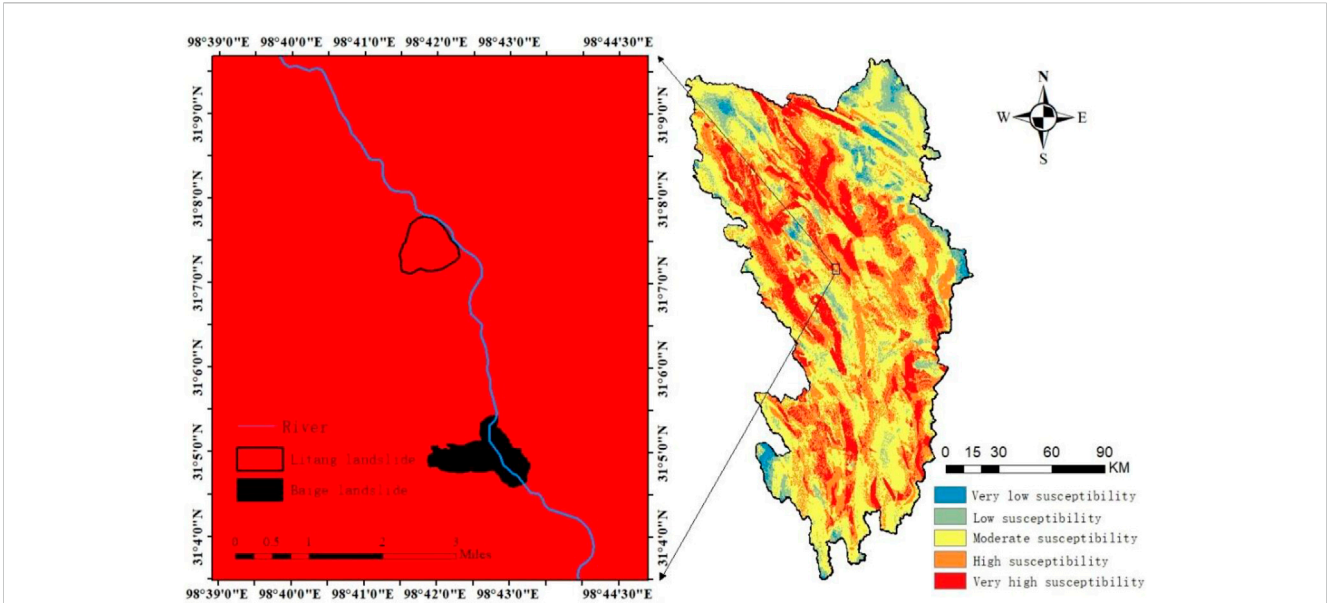 98°39'0"E 98°40'0"E 98°41'0"E 98°42'0"E 98°43'0"E 98°44'30"E
31°9'0"N
31°8'0"N
31°7'0"N
31°6'0"N
31°5'0"N
31°4'0"N
River
Litang landslide
Baige landslide
0 0.5 1 2 3
Miles
31°9'0"N
31°8'0"N
31°7'0"N
31°6'0"N
31°5'0"N
31°4'0"N
98°39'0"E 98°40'0"E 98°41'0"E 98°42'0"E 98°43'0"E 98°44'30"E
N
W E
S
0 15 30 60 90
KM
Very low susceptibility
Low susceptibility
Moderate susceptibility
High susceptibility
Very high susceptibility